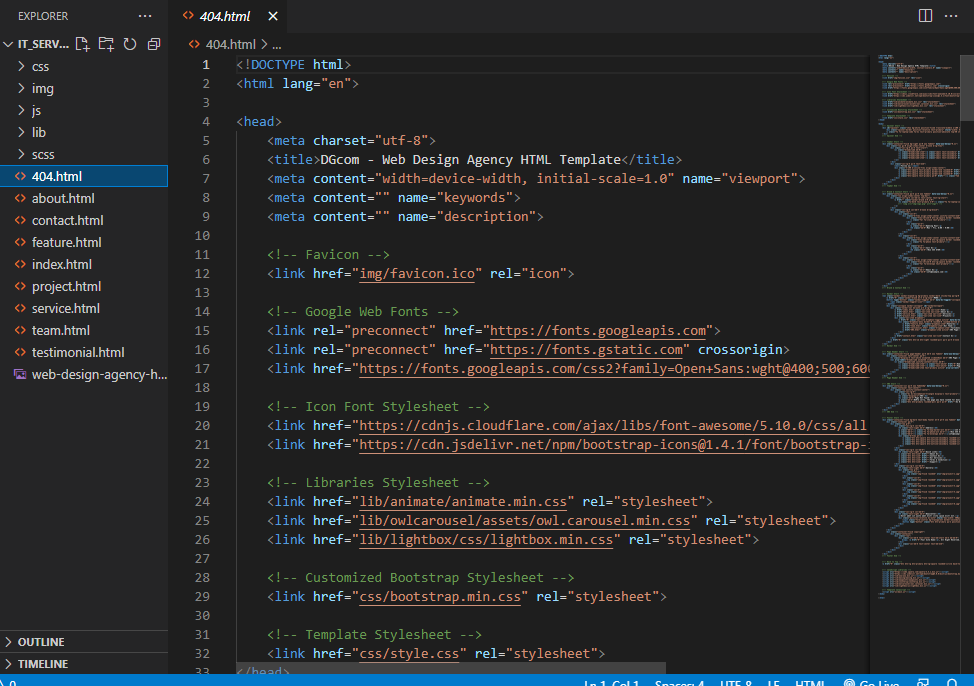 EXPLORER
IT_SERV...
css
img
js
lib
scss
404.html
about.html
contact.html
feature.html
index.html
project.html
service.html
team.html
testimonial.html
web-design-agency-h...
OUTLINE
TIMELINE
404.html
404.html > ...
1 <!DOCTYPE html>
2 <html lang="en">
3
4 <head>
5 <meta charset="utf-8">
6 <title>DGcom - Web Design Agency HTML Template</title>
7 <meta content="width=device-width, initial-scale=1.0" name="viewport">
8 <meta content="" name="keywords">
9 <meta content="" name="description">
10
11 <!-- Favicon -->
12 <link href="img/favicon.ico" rel="icon">
13
14 <!-- Google Web Fonts -->
15 <link rel="preconnect" href="https://fonts.googleapis.com">
16 <link rel="preconnect" href="https://fonts.gstatic.com" crossorigin>
17 <link href="https://fonts.googleapis.com/css2?family=Open+Sans:wght@400;500;600
18
19 <!-- Icon Font Stylesheet -->
20 <link href="https://cdnjs.cloudflare.com/ajax/libs/font-awesome/5.10.0/css/all
21 <link href="https://cdn.jsdelivr.net/npm/bootstrap-icons@1.4.1/font/bootstrap-
22
23 <!-- Libraries Stylesheet -->
24 <link href="lib/animate/animate.min.css" rel="stylesheet">
25 <link href="lib/owlcarousel/assets/owl.carousel.min.css" rel="stylesheet">
26 <link href="lib/lightbox/css/lightbox.min.css" rel="stylesheet">
27
28 <!-- Customized Bootstrap Stylesheet -->
29 <link href="css/bootstrap.min.css" rel="stylesheet">
30
31 <!-- Template Stylesheet -->
32 <link href="css/style.css" rel="stylesheet">
33 </head>
0 Ln 1, Col 1 Spaces: 4 UTF-8 LF HTML Go Live